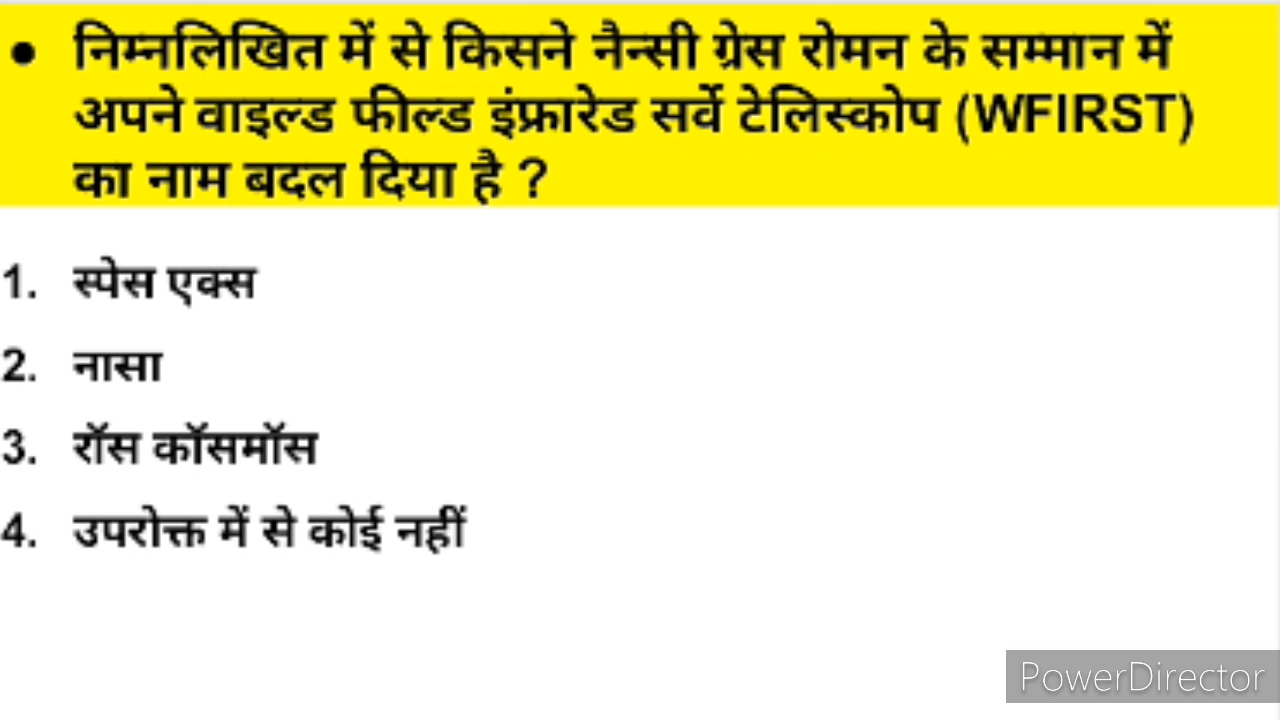 • निम्नलिखित में से किसने नैन्सी ग्रेस रोमन के सम्मान में
अपने वाइल्ड फील्ड इंफ्रारेड सर्वे टेलिस्कोप (WFIRST)
का नाम बदल दिया है ?
1. स्पेस एक्स
2. नासा
3. रॉस कॉसमॉस
4. उपरोक्त में से कोई नहीं
PowerDirector